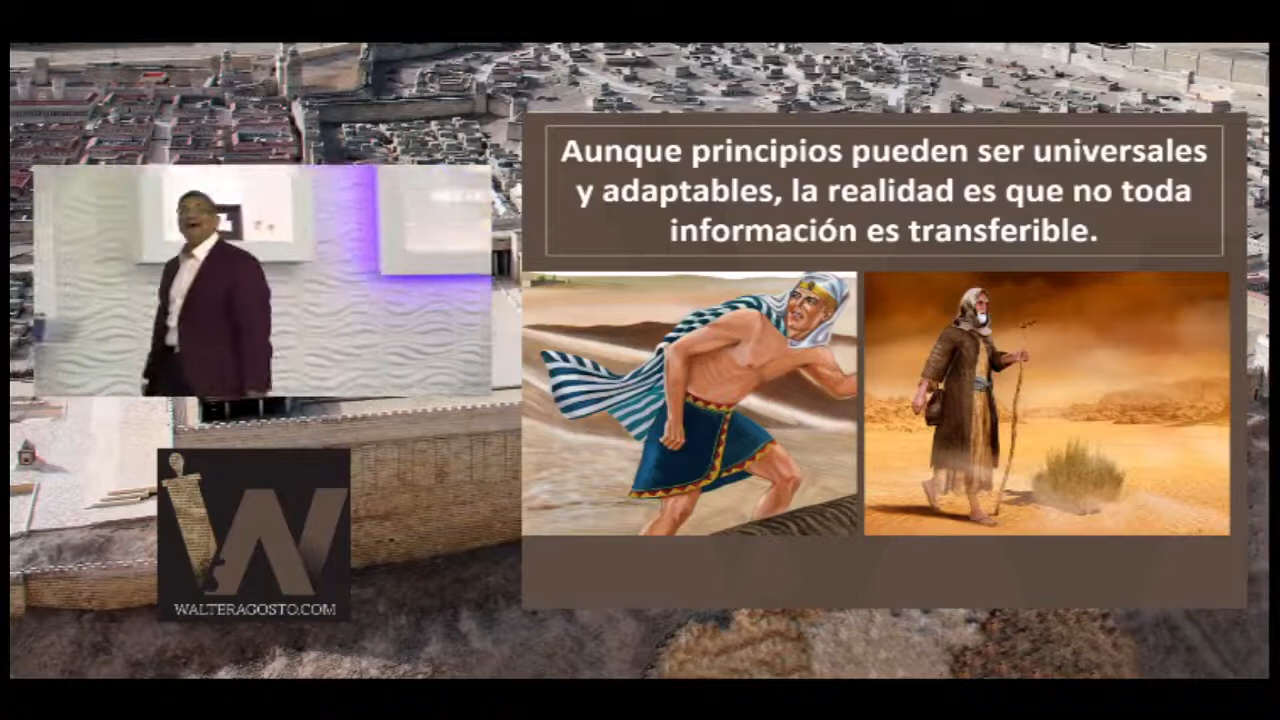 Aunque principios pueden ser universales
y adaptables, la realidad es que no toda
información es transferible.
WALTERAGOSTO.COM